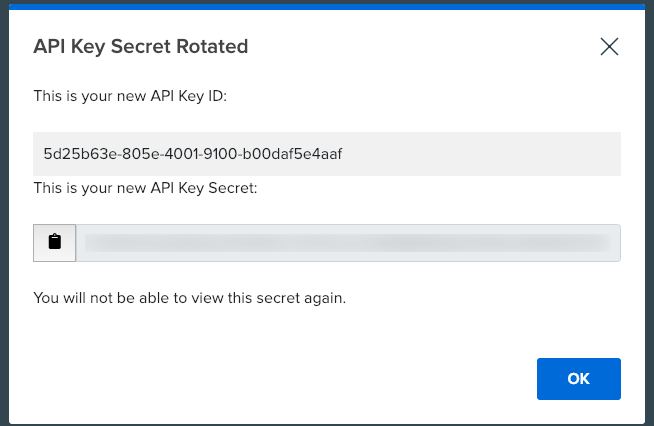 API Key Secret Rotated
This is your new API Key ID:
5d25b63e-805e-4001-9100-b00daf5e4aaf
This is your new API Key Secret:
You will not be able to view this secret again.
OK